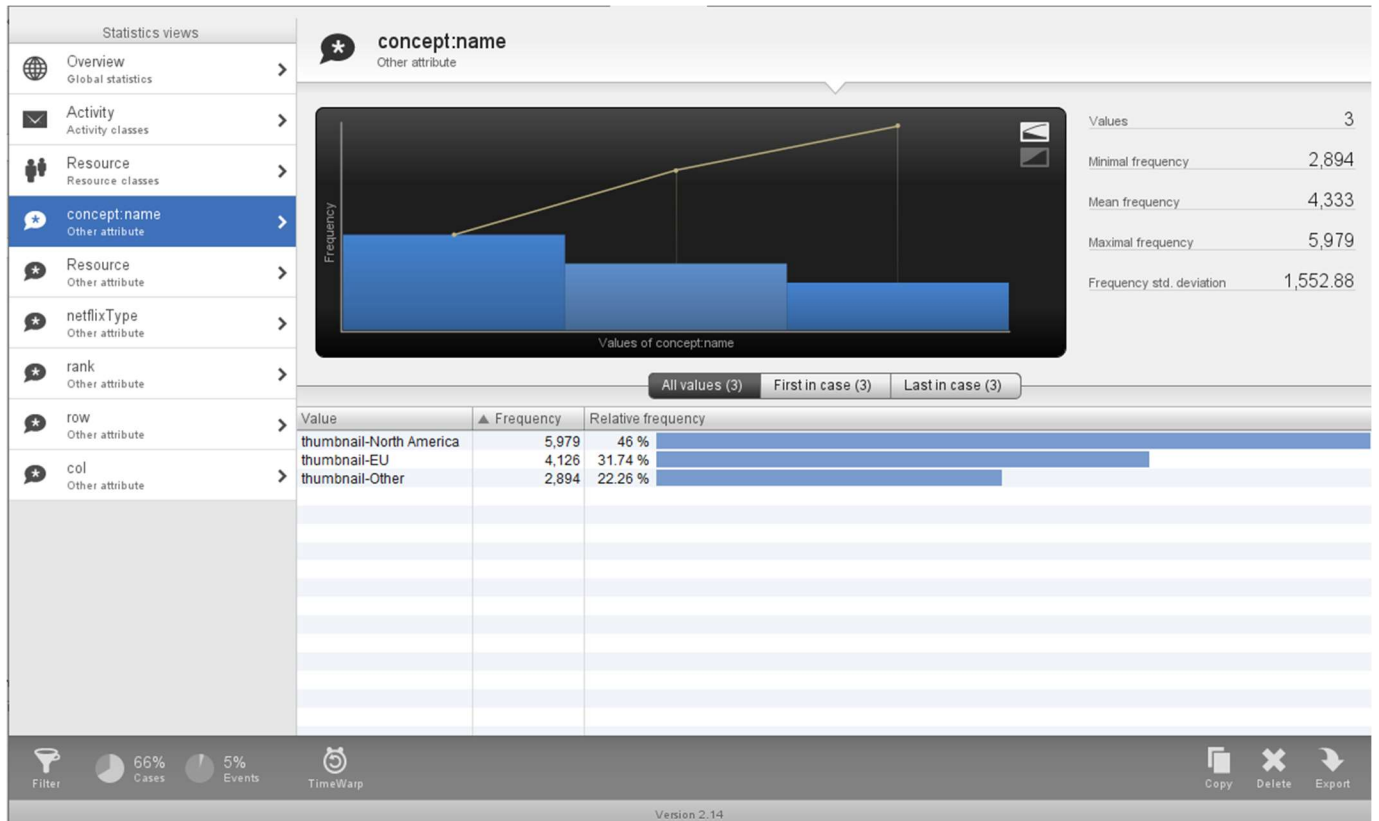 Statistics views
Overview
Global statistics
Activity
Activity classes
Resource
Resource classes
concept:name
Other attribute
Resource
Other attribute
netflixType
Other attribute
rank
Other attribute
row
Other attribute
col
Other attribute
concept:name
Other attribute
Frequency
Values of concept:name
Values 3
Minimal frequency 2,894
Mean frequency 4,333
Maximal frequency 5,979
Frequency std. deviation 1,552.88
All values (3) First in case (3) Last in case (3)
Value ▲ Frequency Relative frequency
thumbnail-North America 5,979 46 %
thumbnail-EU 4,126 31.74 %
thumbnail-Other 2,894 22.26 %
Filter
66%
Cases
5%
Events
TimeWarp
Copy Delete Export
Version 2.14